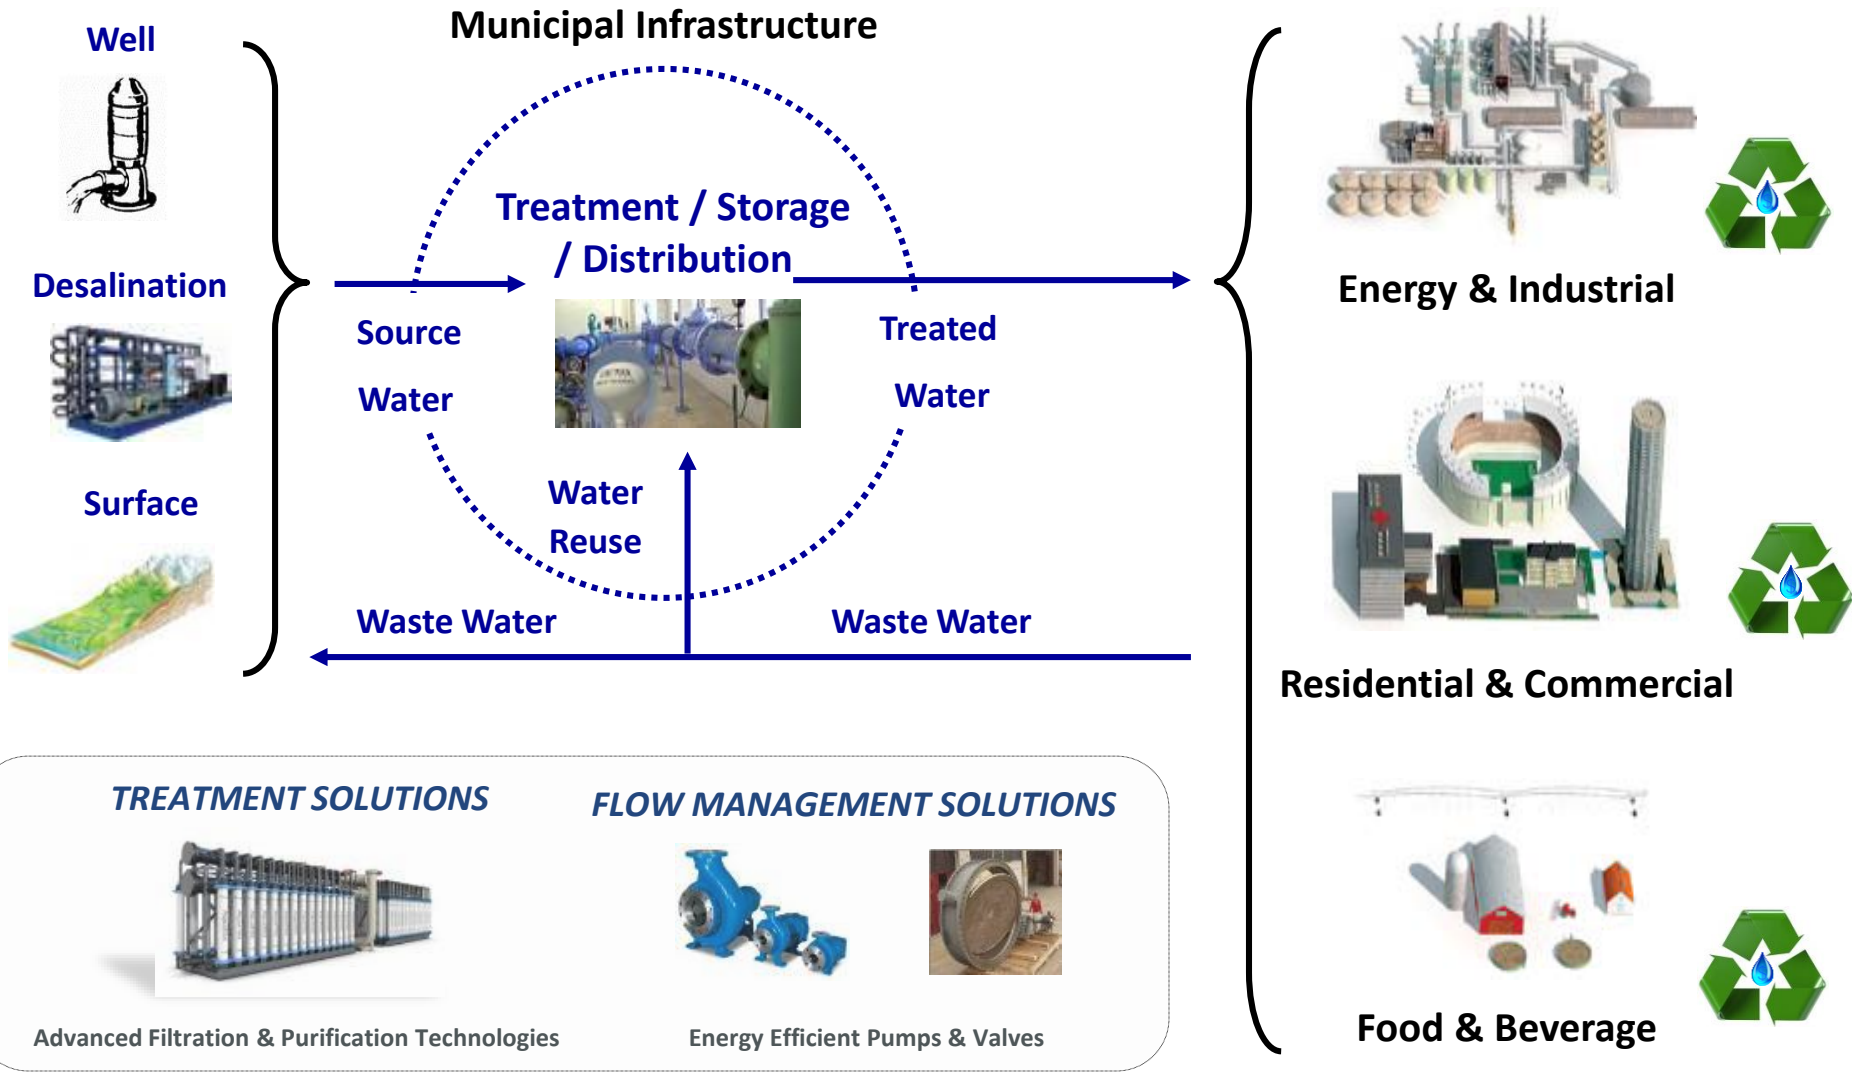 Municipal Infrastructure
Well
Desalination
Surface
Treatment / Storage
/ Distribution
Source
Water
Treated
Water
Water
Reuse
Waste Water
Waste Water
Energy & Industrial
Residential & Commercial
Food & Beverage
TREATMENT SOLUTIONS
Advanced Filtration & Purification Technologies
FLOW MANAGEMENT SOLUTIONS
Energy Efficient Pumps & Valves